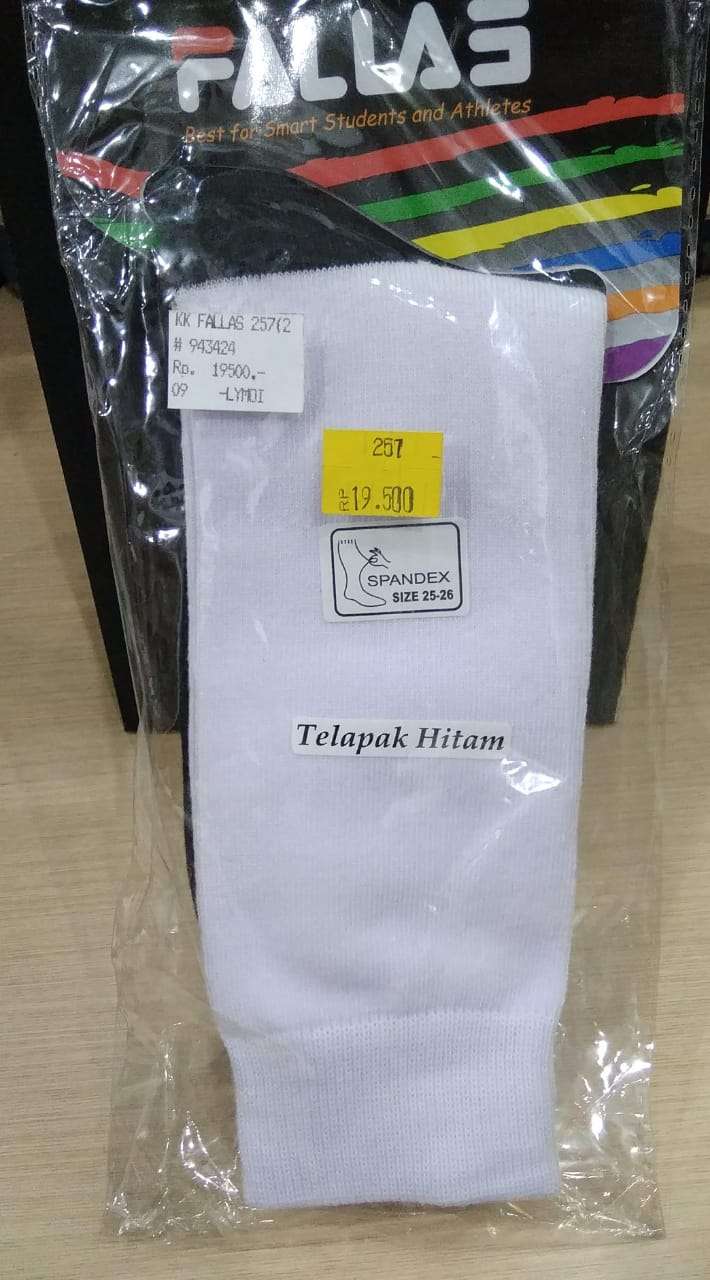 FALLAS
Best for Smart Students and Athletes
KK FALLAS 257(2
# 943424
Rp. 19500.-
09 -LYMDI
267
RP 19.500
SPANDEX
SIZE 25-26
Telapak Hitam